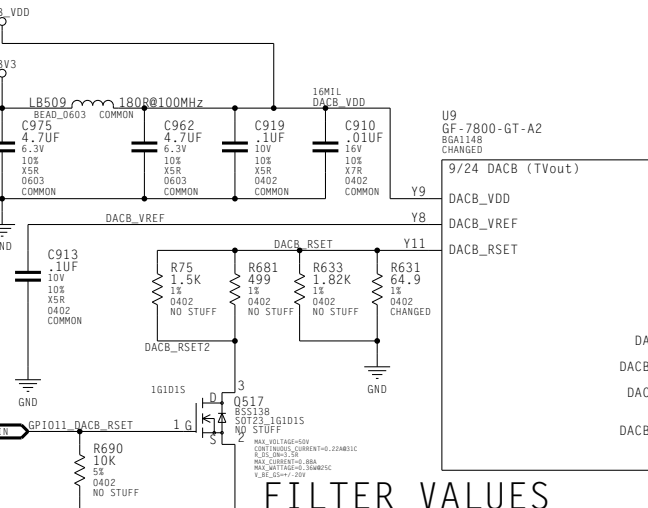 B_VDD
3V3
LB509 180R@100MHz
BEAD_0603 COMMON
16MIL
DACB_VDD
C975
4.7UF
6.3V
10%
X5R
0603
COMMON
C962
4.7UF
6.3V
10%
X5R
0603
COMMON
C919
.1UF
10V
10%
X5R
0402
COMMON
C910
.01UF
16V
10%
X7R
0402
COMMON
U9
GF-7800-GT-A2
BGA1148
CHANGED
9/24 DACB (TVout)
Y9 DACB_VDD
DACB_VREF Y8 DACB_VREF
DACB_RSET Y11 DACB_RSET
ND
C913
.1UF
10V
10%
X5R
0402
COMMON
GND
R75
1.5K
1%
0402
NO STUFF
R681
499
1%
0402
NO STUFF
R633
1.82K
1%
0402
NO STUFF
R631
64.9
1%
0402
CHANGED
GND
DACB_RSET2
DA
DACB
DAC
DACB
1G1D1S
3
D
1 G
S
2
Q517
BSS138
SOT23_1G1D1S
NO STUFF
MAX_VOLTAGE=50V
CONTINUOUS_CURRENT=0.22A@31C
R_DS_ON=3.5R
MAX_CURRENT=0.88A
MAX_WATTAGE=0.36W@25C
V_BE_GS=+/-20V
IN GPIO11_DACB_RSET
R690
10K
5%
0402
NO STUFF
FILTER VALUES